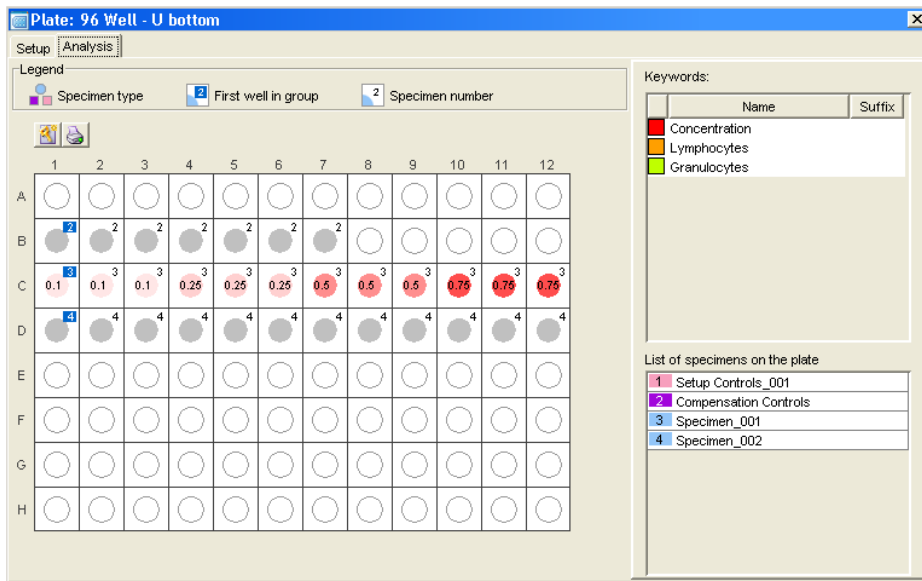 Plate: 96 Well - U bottom
Setup Analysis
Legend
Specimen type 2 First well in group 2 Specimen number
1 2 3 4 5 6 7 8 9 10 11 12
A
B 2 2 2 2 2 2 2
C 0.1 3 0.1 3 0.1 3 0.25 3 0.25 3 0.25 3 0.5 3 0.5 3 0.5 3 0.75 3 0.75 3 0.75 3
D 4 4 4 4 4 4 4 4 4 4 4 4
E
F
G
H
Keywords:
Name Suffix
Concentration
Lymphocytes
Granulocytes
List of specimens on the plate
1 Setup Controls_001
2 Compensation Controls
3 Specimen_001
4 Specimen_002